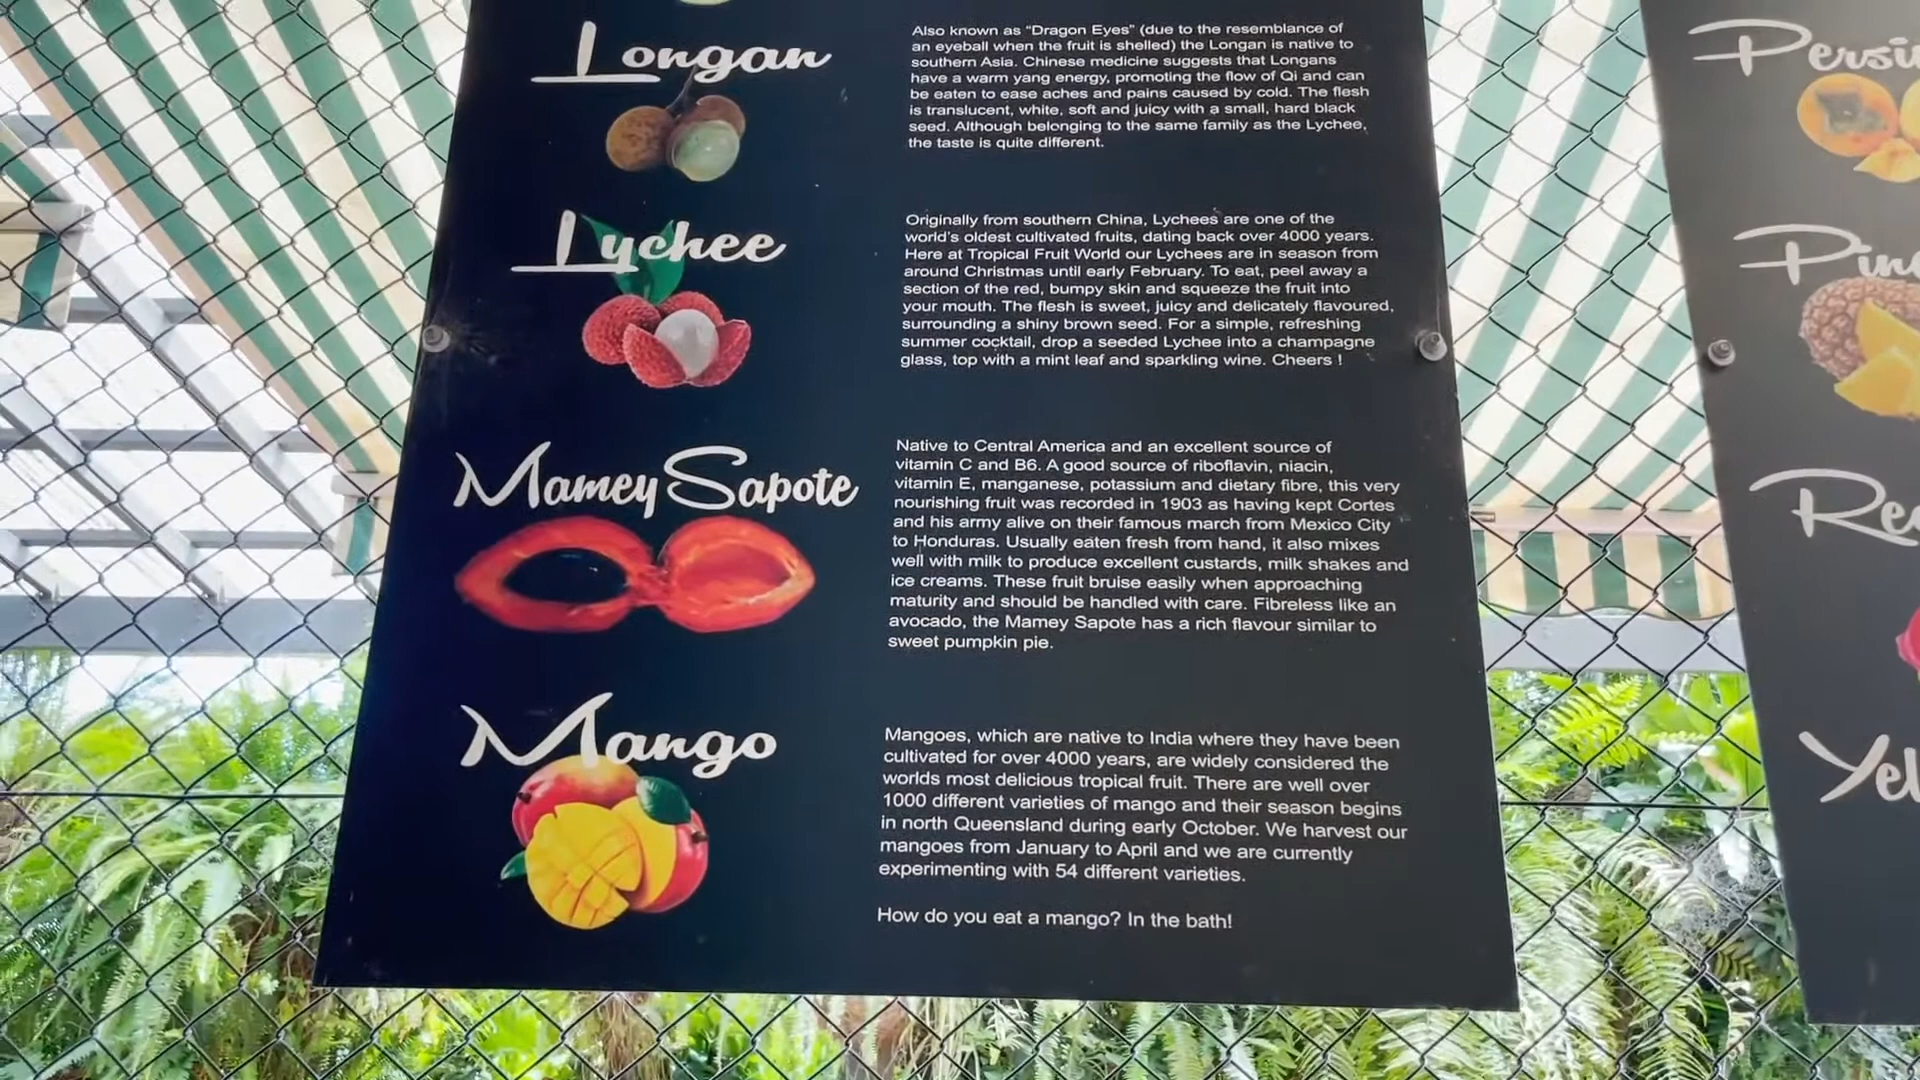 Longan
Also known as “Dragon Eyes” (due to the resemblance of
an eyeball when the fruit is shelled) the Longan is native to
southern Asia. Chinese medicine suggests that Longans
have a warm yang energy, promoting the flow of Qi and can
be eaten to ease aches and pains caused by cold. The flesh
is translucent, white, soft and juicy with a small, hard black
seed. Although belonging to the same family as the Lychee,
the taste is quite different.
Lychee
Originally from southern China, Lychees are one of the
world's oldest cultivated fruits, dating back over 4000 years.
Here at Tropical Fruit World our Lychees are in season from
around Christmas until early February. To eat, peel away a
section of the red, bumpy skin and squeeze the fruit into
your mouth. The flesh is sweet, juicy and delicately flavoured,
surrounding a shiny brown seed. For a simple, refreshing
summer cocktail, drop a seeded Lychee into a champagne
glass, top with a mint leaf and sparkling wine. Cheers !
Mamey Sapote
Native to Central America and an excellent source of
vitamin C and B6. A good source of riboflavin, niacin,
vitamin E, manganese, potassium and dietary fibre, this very
nourishing fruit was recorded in 1903 as having kept Cortes
and his army alive on their famous march from Mexico City
to Honduras. Usually eaten fresh from hand, it also mixes
well with milk to produce excellent custards, milk shakes and
ice creams. These fruit bruise easily when approaching
maturity and should be handled with care. Fibreless like an
avocado, the Mamey Sapote has a rich flavour similar to
sweet pumpkin pie.
Mango
Mangoes, which are native to India where they have been
cultivated for over 4000 years, are widely considered the
worlds most delicious tropical fruit. There are well over
1000 different varieties of mango and their season begins
in north Queensland during early October. We harvest our
mangoes from January to April and we are currently
experimenting with 54 different varieties.
How do you eat a mango? In the bath!